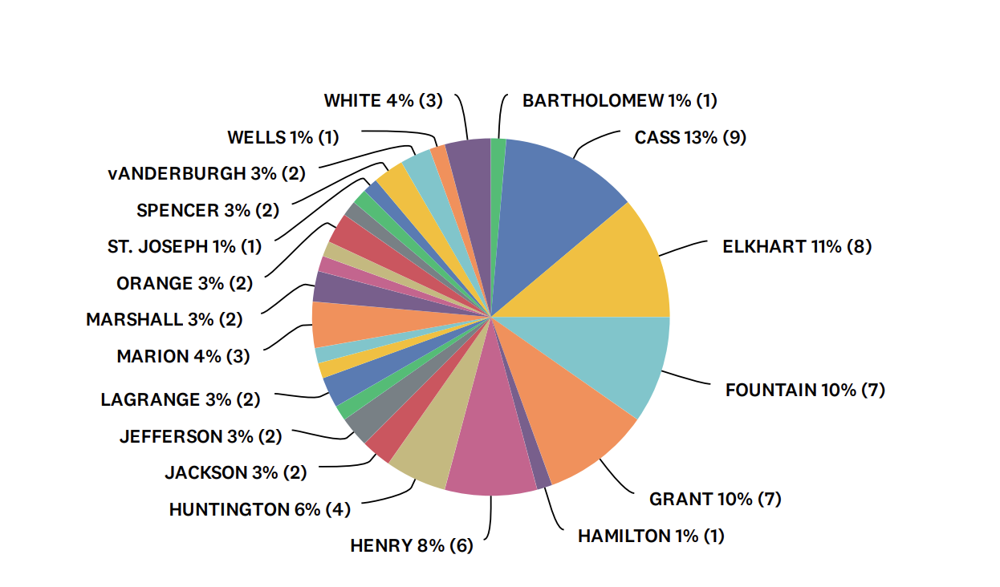 WHITE 4% (3)
BARTHOLOMEW 1% (1)
WELLS 1% (1)
CASS 13% (9)
vANDERBURGH 3% (2)
SPENCER 3% (2)
ST. JOSEPH 1% (1)
ELKHART 11% (8)
ORANGE 3% (2)
MARSHALL 3% (2)
MARION 4% (3)
LAGRANGE 3% (2)
FOUNTAIN 10% (7)
JEFFERSON 3% (2)
JACKSON 3% (2)
GRANT 10% (7)
HUNTINGTON 6% (4)
HAMILTON 1% (1)
HENRY 8% (6)